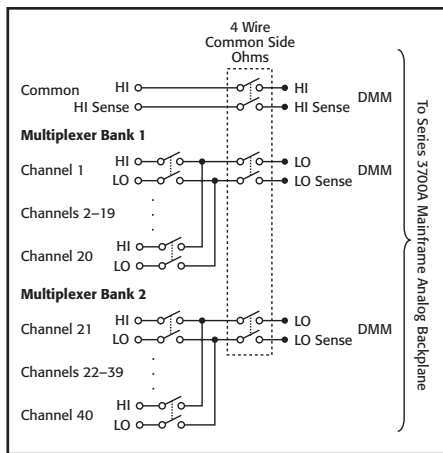 4 Wire
Common Side
Ohms
Common HI HI DMM
HI Sense HI Sense
Multiplexer Bank 1
Channel 1 HI LO DMM
LO LO Sense
Channels 2–19
Channel 20 HI
LO
Multiplexer Bank 2
Channel 21 HI LO DMM
LO LO Sense
Channels 22–39
Channel 40 HI
LO
To Series 3700A Mainframe Analog Backplane